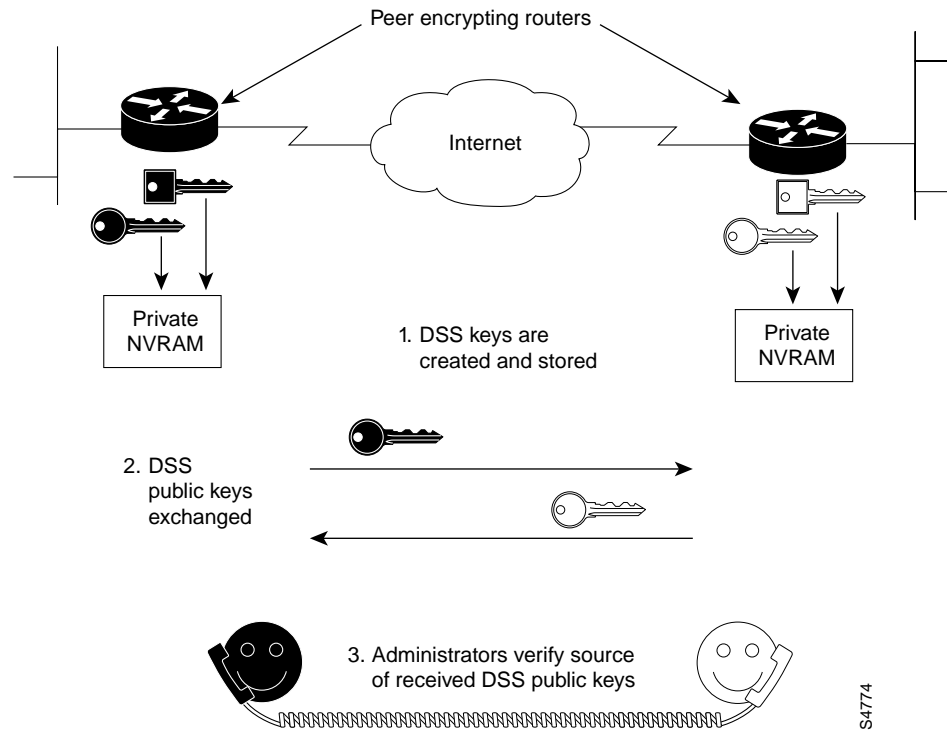 Peer encrypting routers
Internet
Private
NVRAM
Private
NVRAM
1. DSS keys are
created and stored
2. DSS
public keys
exchanged
3. Administrators verify source
of received DSS public keys
S4774